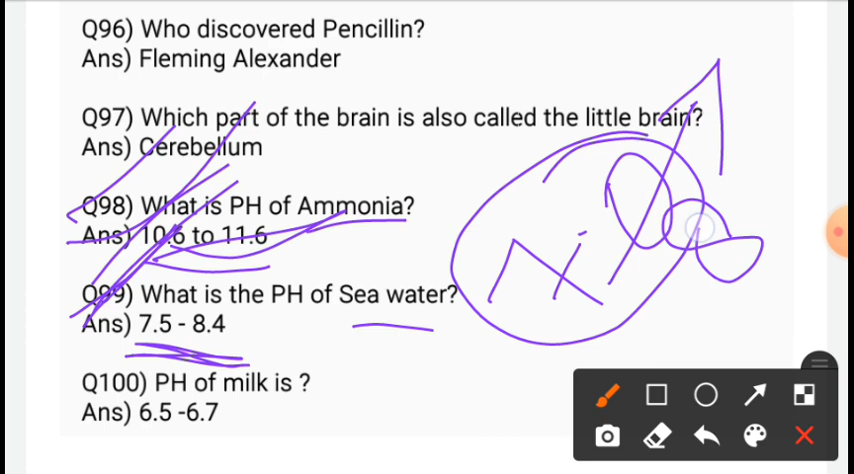 Q96) Who discovered Pencillin?
Ans) Fleming Alexander
Q97) Which part of the brain is also called the little brain?
Ans) Cerebellum
Q98) What is PH of Ammonia?
Ans) 10.6 to 11.6
Q99) What is the PH of Sea water?
Ans) 7.5 - 8.4
Q100) PH of milk is ?
Ans) 6.5 -6.7